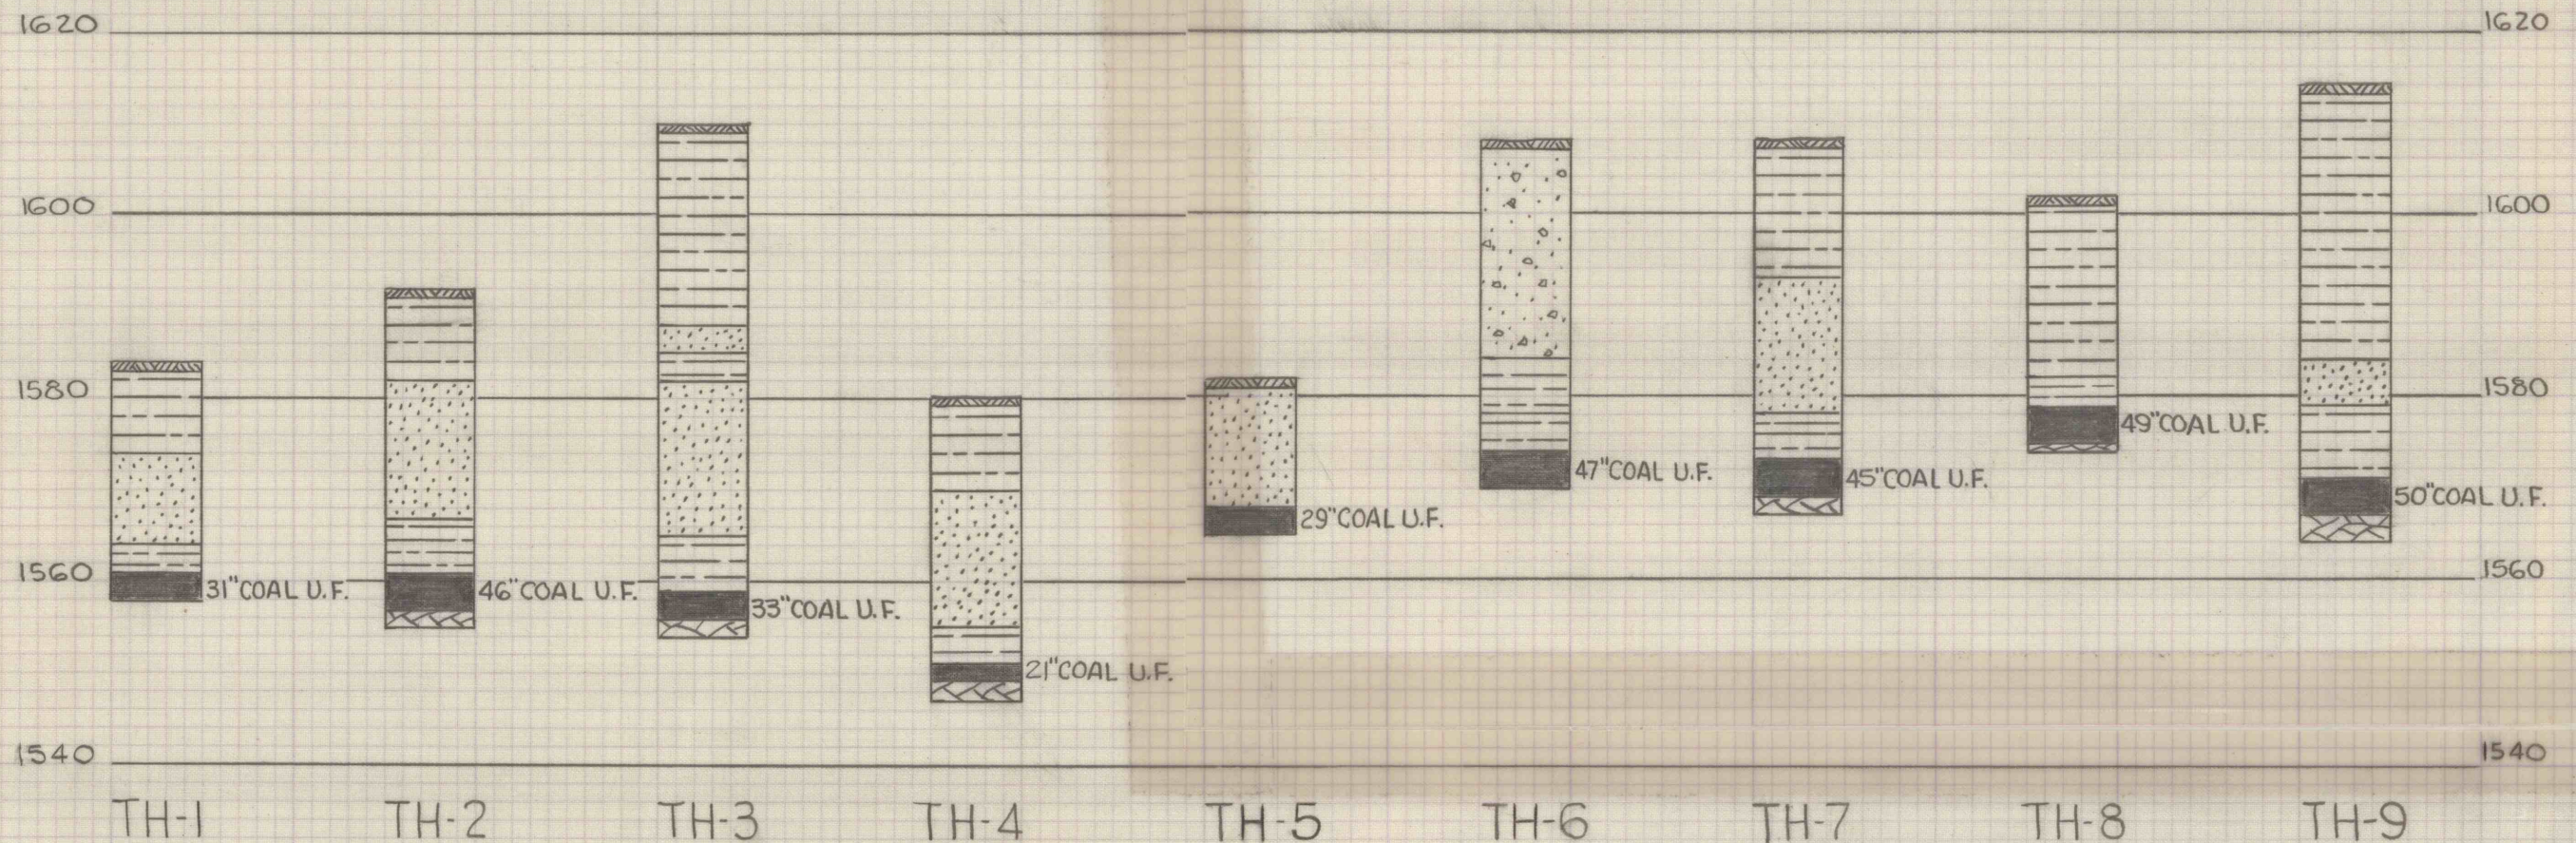 1620 1620
1600 1600
1580 1580
49"COAL U.F.
47"COAL U.F.
45"COAL U.F.
50"COAL U.F.
29"COAL U.F.
1560 1560
31"COAL U.F.
46"COAL U.F.
33"COAL U.F.
21"COAL U.F.
1540 1540
TH-1 TH-2 TH-3 TH-4 TH-5 TH-6 TH-7 TH-8 TH-9